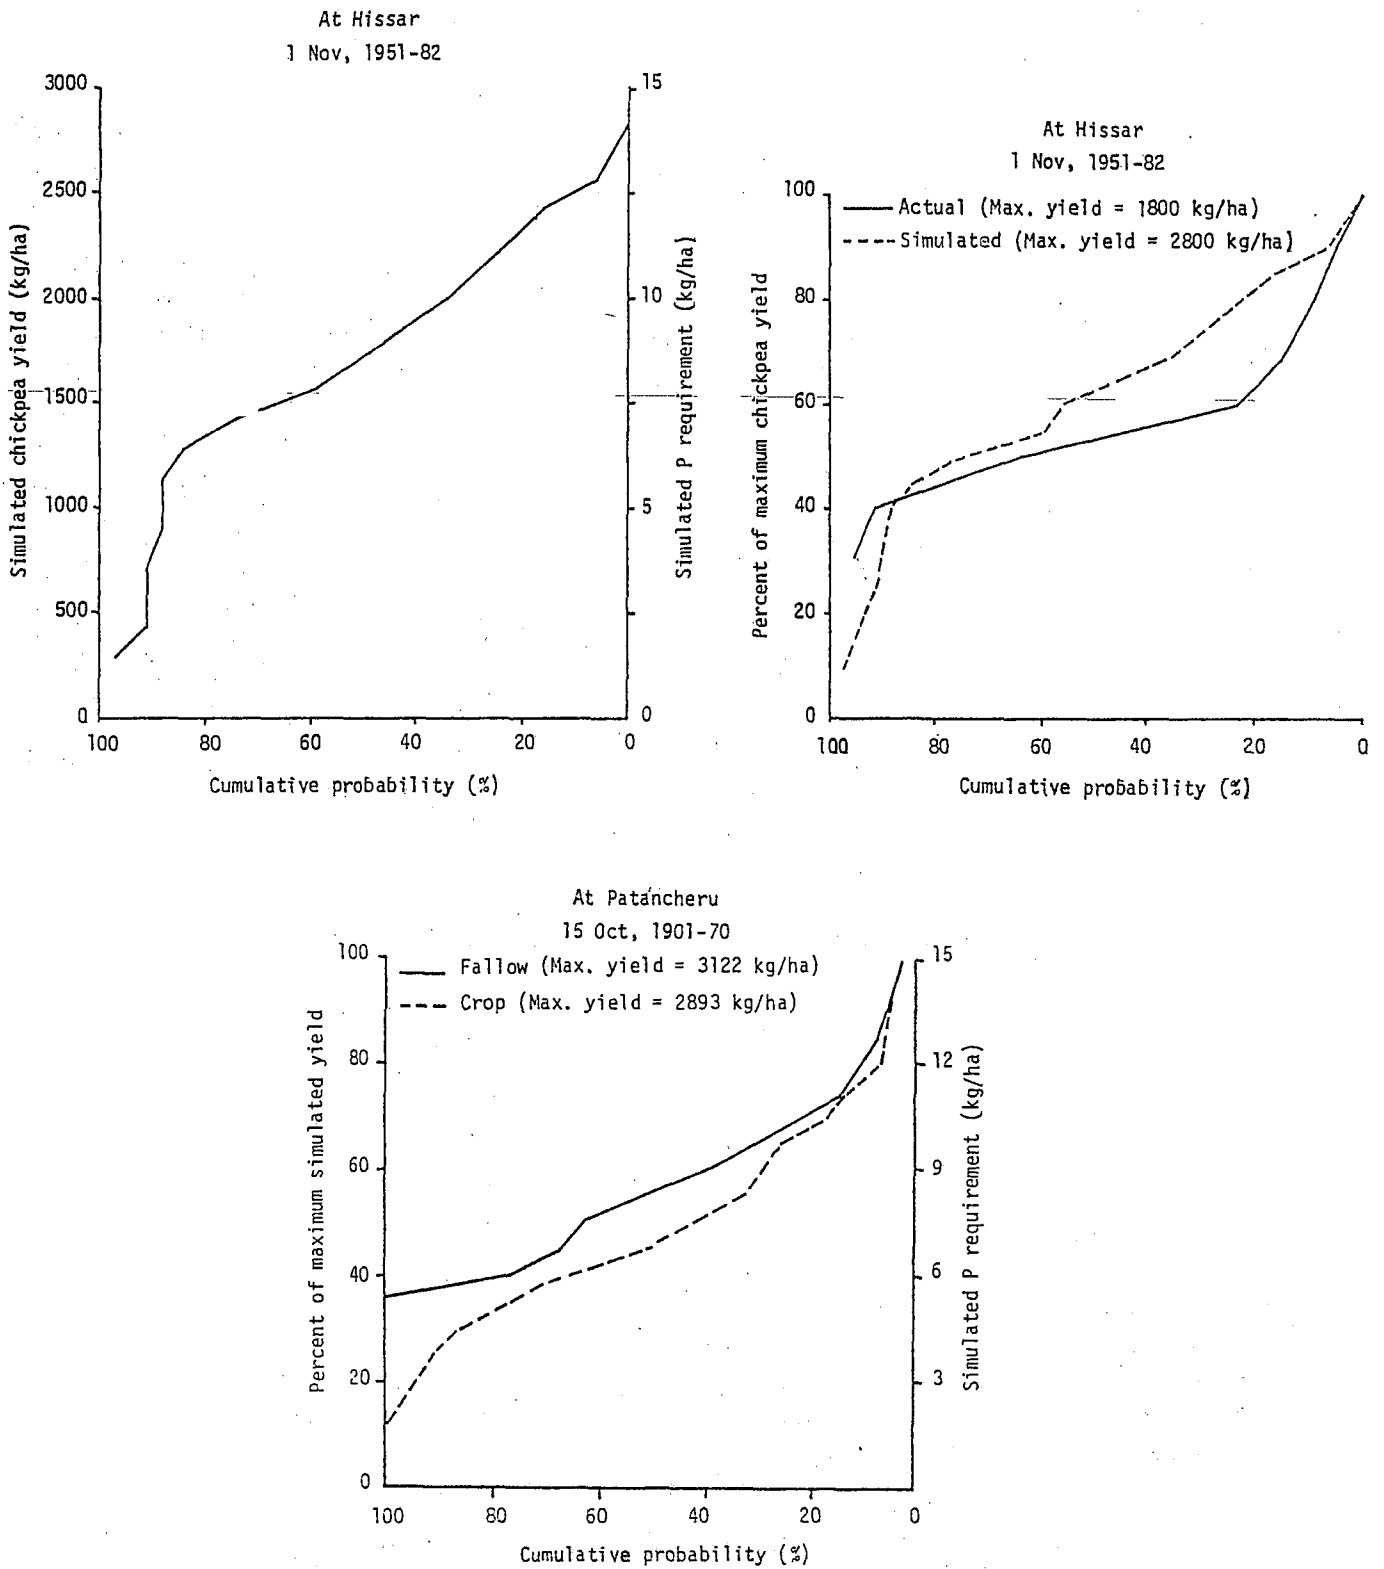 At Hissar
1 Nov, 1951-82
3000
2500
2000
1500
1000
500
0
15
10
5
0
100 80 60 40 20 0
Simulated chickpea yield (kg/ha)
Simulated P requirement (kg/ha)
Cumulative probability (%)
At Hissar
1 Nov, 1951-82
Actual (Max. yield = 1800 kg/ha)
Simulated (Max. yield = 2800 kg/ha)
100
80
60
40
20
0
100 80 60 40 20 0
Percent of maximum chickpea yield
Cumulative probability (%)
At Patancheru
15 Oct, 1901-70
Fallow (Max. yield = 3122 kg/ha)
Crop (Max. yield = 2893 kg/ha)
100
80
60
40
20
0
15
12
9
6
3
100 80 60 40 20 0
Percent of maximum simulated yield
Simulated P requirement (kg/ha)
Cumulative probability (%)